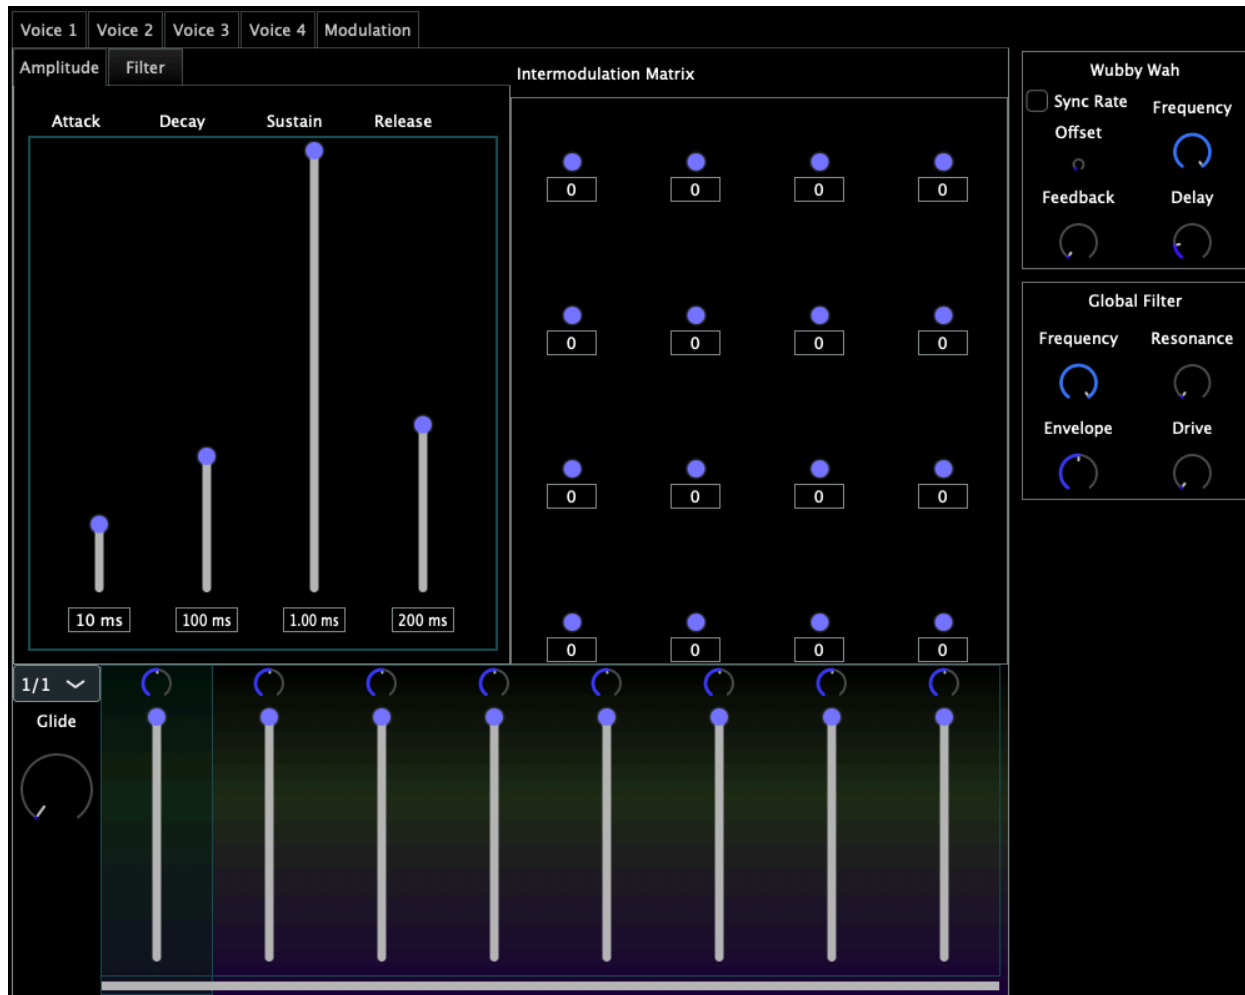 Voice 1 Voice 2 Voice 3 Voice 4 Modulation
Amplitude Filter
Intermodulation Matrix
Attack Decay Sustain Release
10 ms 100 ms 1.00 ms 200 ms
0 0 0 0
0 0 0 0
0 0 0 0
0 0 0 0
Wubby Wah
Sync Rate
Frequency
Offset
Feedback Delay
Global Filter
Frequency Resonance
Envelope Drive
1/1
Glide